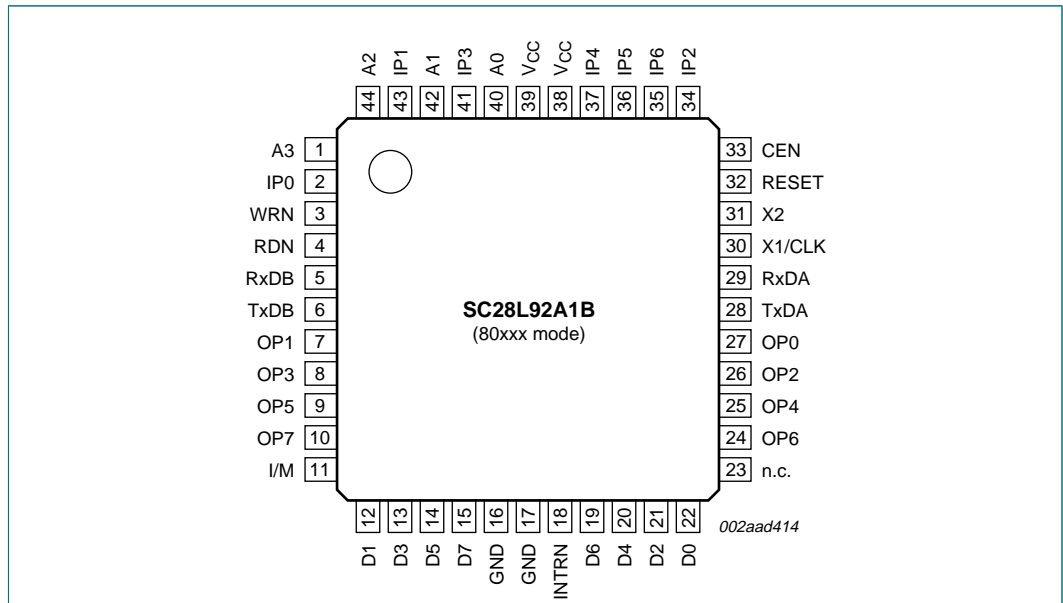 A2 IP1 A1 IP3 A0 VCC VCC IP4 IP5 IP6 IP2
44 43 42 41 40 39 38 37 36 35 34
A3 1 33 CEN
IP0 2 32 RESET
WRN 3 31 X2
RDN 4 30 X1/CLK
RxDB 5 29 RxDA
TxDB 6 SC28L92A1B 28 TxDA
(80xxx mode)
OP1 7 27 OP0
OP3 8 26 OP2
OP5 9 25 OP4
OP7 10 24 OP6
I/M 11 23 n.c.
12 13 14 15 16 17 18 19 20 21 22
D1 D3 D5 D7 GND GND INTRN D6 D4 D2 D0
002aad414